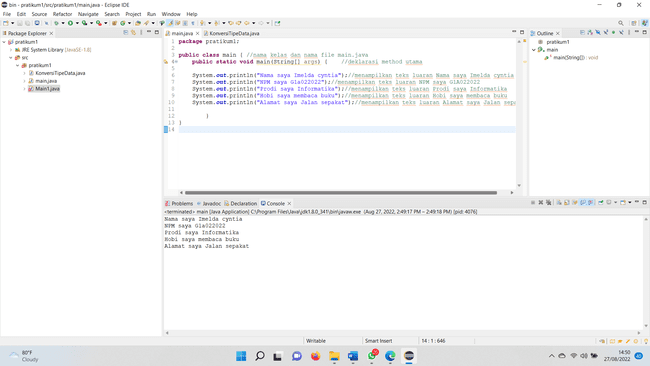 bin - pratikum1/src/pratikum1/main.java - Eclipse IDE
File Edit Source Refactor Navigate Search Project Run Window Help
Package Explorer
pratikum1
JRE System Library [JavaSE-1.8]
src
pratikum1
KonversiTipeData.java
main.java
Main1.java
main.java KonversiTipeData.java
1 package pratikum1;
2
3 public class main { //nama kelas dan nama file main.java
4 public static void main(String[] args) { //deklarasi method utama
5
6 System.out.println("Nama saya Imelda cyntia");//menampilkan teks luaran Nama saya Imelda cyntia
7 System.out.println("NPM saya G1a022022");//menampilkan teks luaran NPM saya G1A022022
8 System.out.println("Prodi saya Informatika");//menampilkan teks luaran Prodi saya Informatika
9 System.out.println("Hobi saya membaca buku");//menampilkan teks luaran Hobi saya membaca buku
10 System.out.println("Alamat saya Jalan sepakat");//menampilkan teks luaran Alamat saya Jalan sepa
11
12 }
13 }
14
Outline
pratikum1
main
main(String[]) : void
Problems Javadoc Declaration Console
<terminated> main [Java Application] C:\Program Files\Java\jdk1.8.0_341\bin\javaw.exe (Aug 27, 2022, 2:49:17 PM – 2:49:18 PM) [pid: 4076]
Nama saya Imelda cyntia
NPM saya G1a022022
Prodi saya Informatika
Hobi saya membaca buku
Alamat saya Jalan sepakat
Writable Smart Insert 14 : 1 : 646
80°F
Cloudy
14:50
27/08/2022